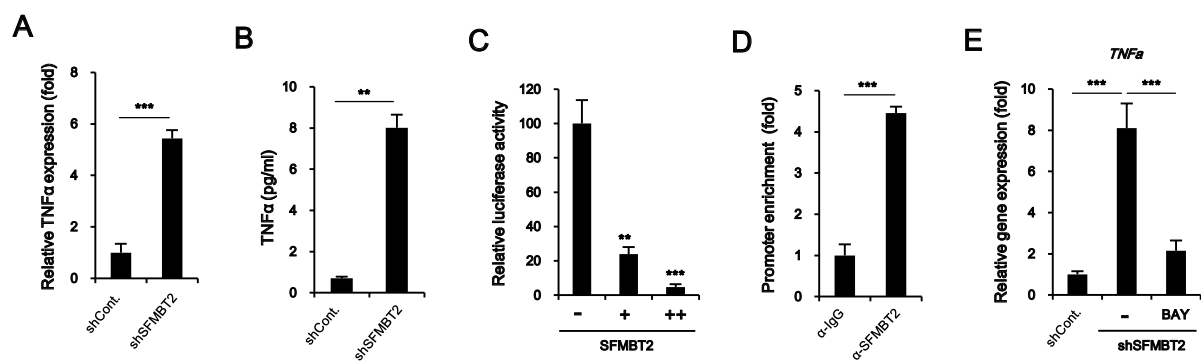 A
Relative TNFα expression (fold)
8
6
4
2
0
***
shCont.
shSFMBT2
B
TNFα (pg/ml)
10
8
6
4
2
0
**
shCont.
shSFMBT2
C
Relative luciferase activity
120
100
80
60
40
20
0
**
***
- + ++
SFMBT2
D
Promoter enrichment (fold)
5
4
3
2
1
0
***
α-IgG
α-SFMBT2
E
TNFa
Relative gene expression (fold)
10
8
6
4
2
0
*** ***
shCont.
- BAY
shSFMBT2